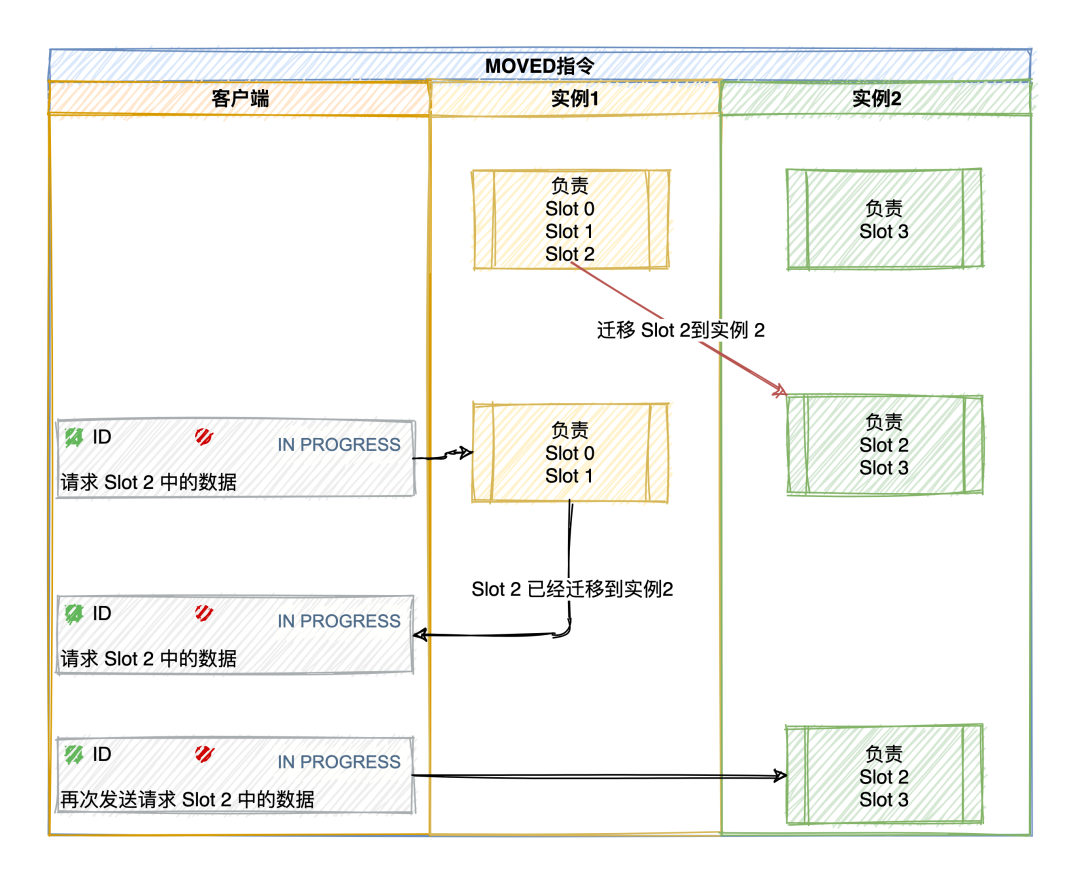 MOVED指令
客户端
实例1
实例2
负责
Slot 0
Slot 1
Slot 2
负责
Slot 3
迁移 Slot 2到实例 2
ID
IN PROGRESS
请求 Slot 2 中的数据
负责
Slot 0
Slot 1
负责
Slot 2
Slot 3
Slot 2 已经迁移到实例2
ID
IN PROGRESS
请求 Slot 2 中的数据
ID
IN PROGRESS
再次发送请求 Slot 2 中的数据
负责
Slot 2
Slot 3